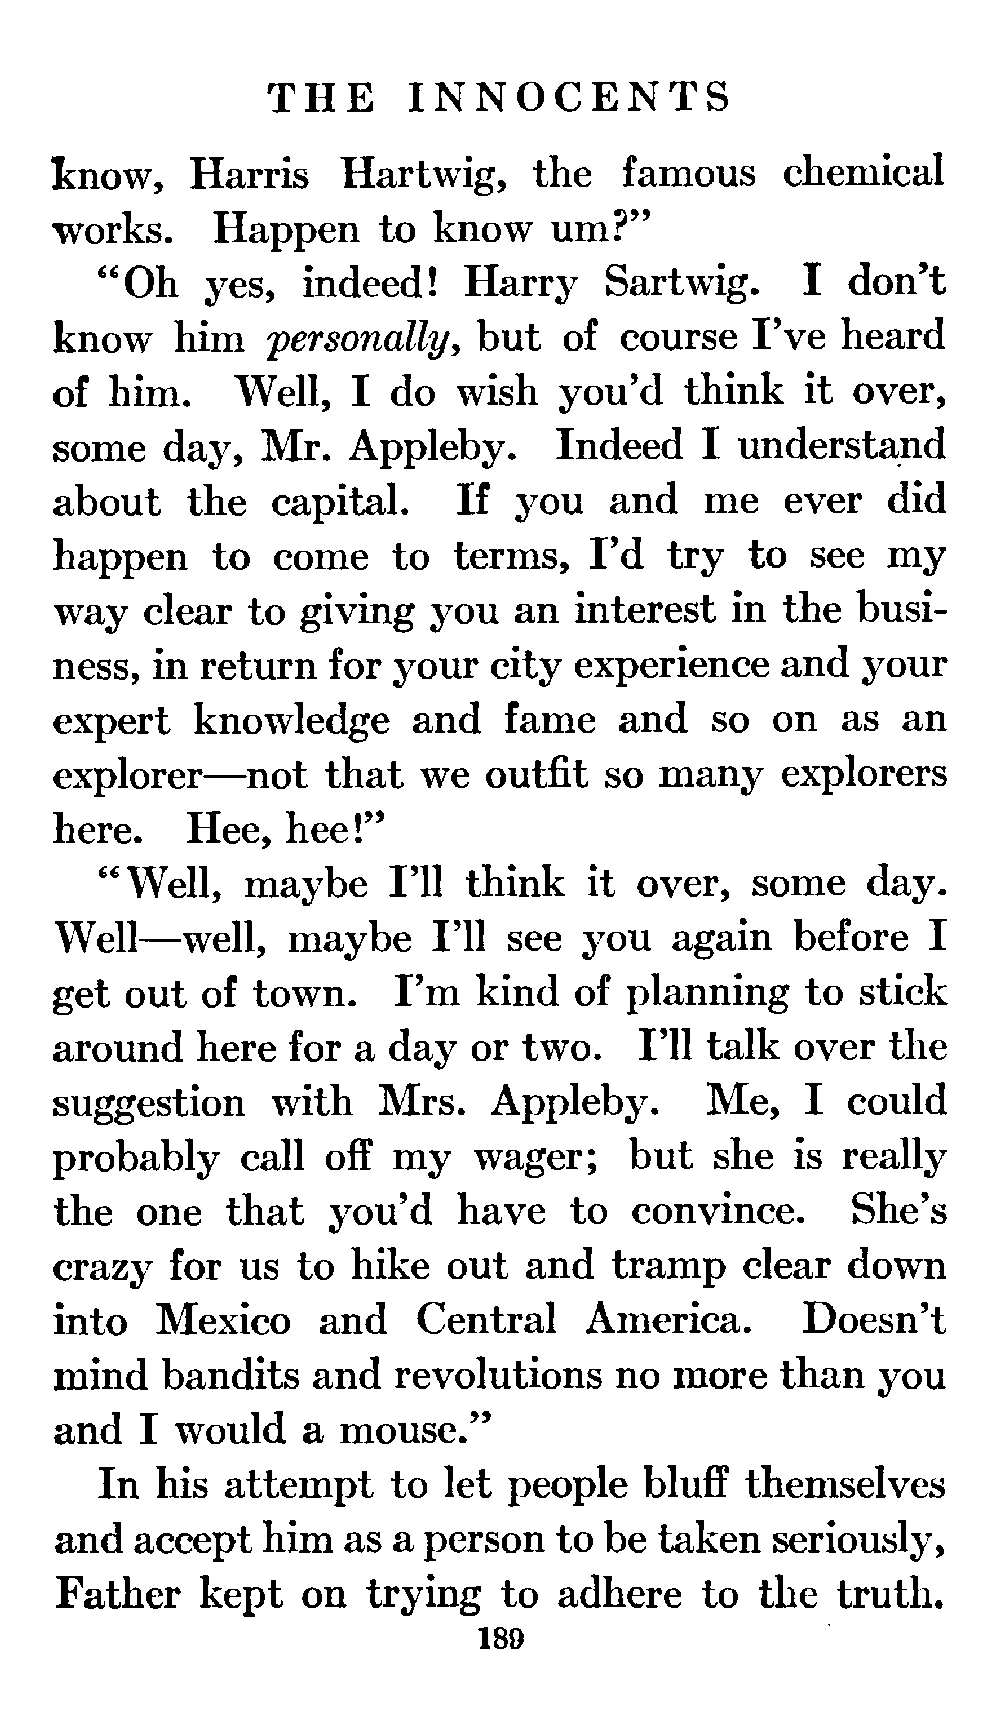 THE INNOCENTS
know, Harris Hartwig, the famous chemical
works. Happen to know um?”
“Oh yes, indeed! Harry Sartwig. I don’t
know him personally, but of course I’ve heard
of him. Well, I do wish you’d think it over,
some day, Mr. Appleby. Indeed I understand
about the capital. If you and me ever did
happen to come to terms, I’d try to see my
way clear to giving you an interest in the busi-
ness, in return for your city experience and your
expert knowledge and fame and so on as an
explorer—not that we outfit so many explorers
here. Hee, hee!”
“Well, maybe I’ll think it over, some day.
Well—well, maybe I’ll see you again before I
get out of town. I’m kind of planning to stick
around here for a day or two. I’ll talk over the
suggestion with Mrs. Appleby. Me, I could
probably call off my wager; but she is really
the one that you’d have to convince. She’s
crazy for us to hike out and tramp clear down
into Mexico and Central America. Doesn’t
mind bandits and revolutions no more than you
and I would a mouse.”
In his attempt to let people bluff themselves
and accept him as a person to be taken seriously,
Father kept on trying to adhere to the truth.
189